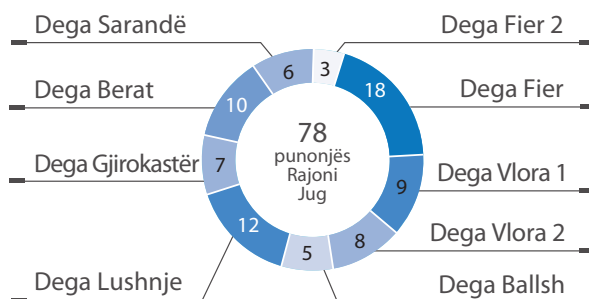 Dega Sarandë
Dega Fier 2
6
3
18
Dega Berat
10
Dega Fier
78
punonjës
Rajoni
Jug
Dega Gjirokastër
7
9
Dega Vlora 1
12
8
5
Dega Vlora 2
Dega Lushnje
Dega Ballsh